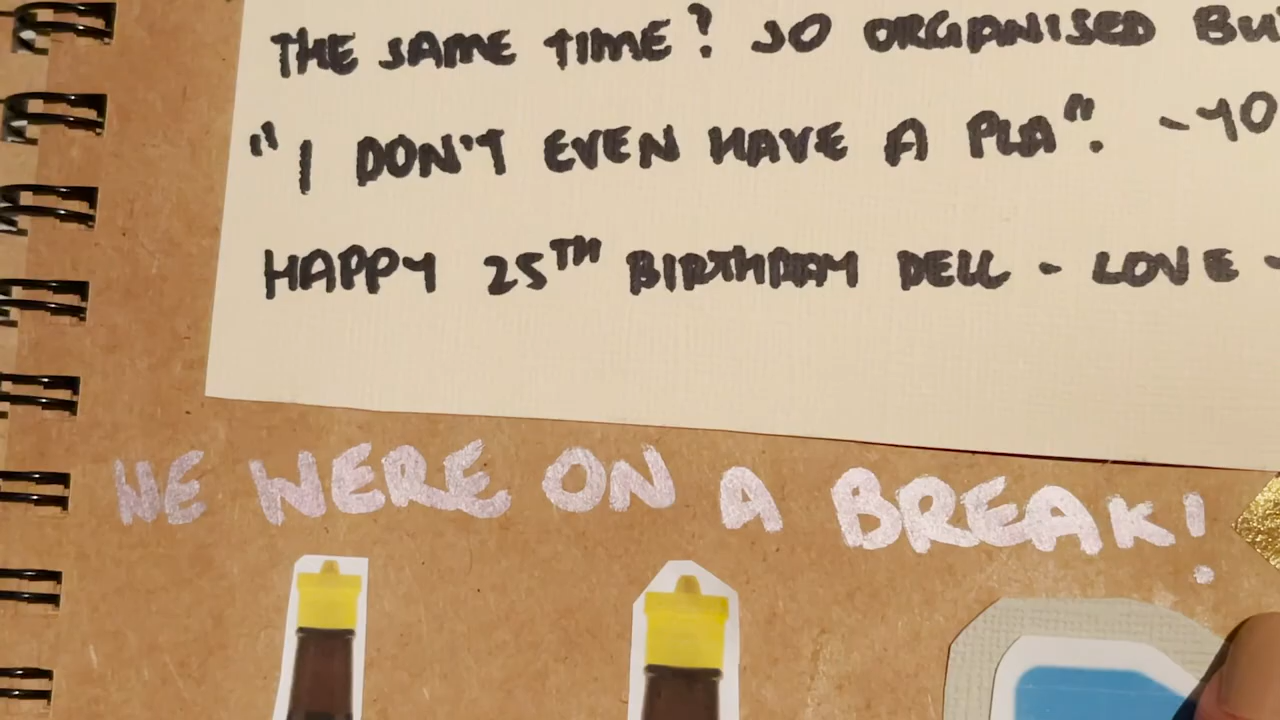 THE SAME TIME? SO ORGANISED BU
"I DON'T EVEN HAVE A PLA". -YO
HAPPY 25TH BIRTHDAY DELL - LOVE -
WE WERE ON A BREAK!